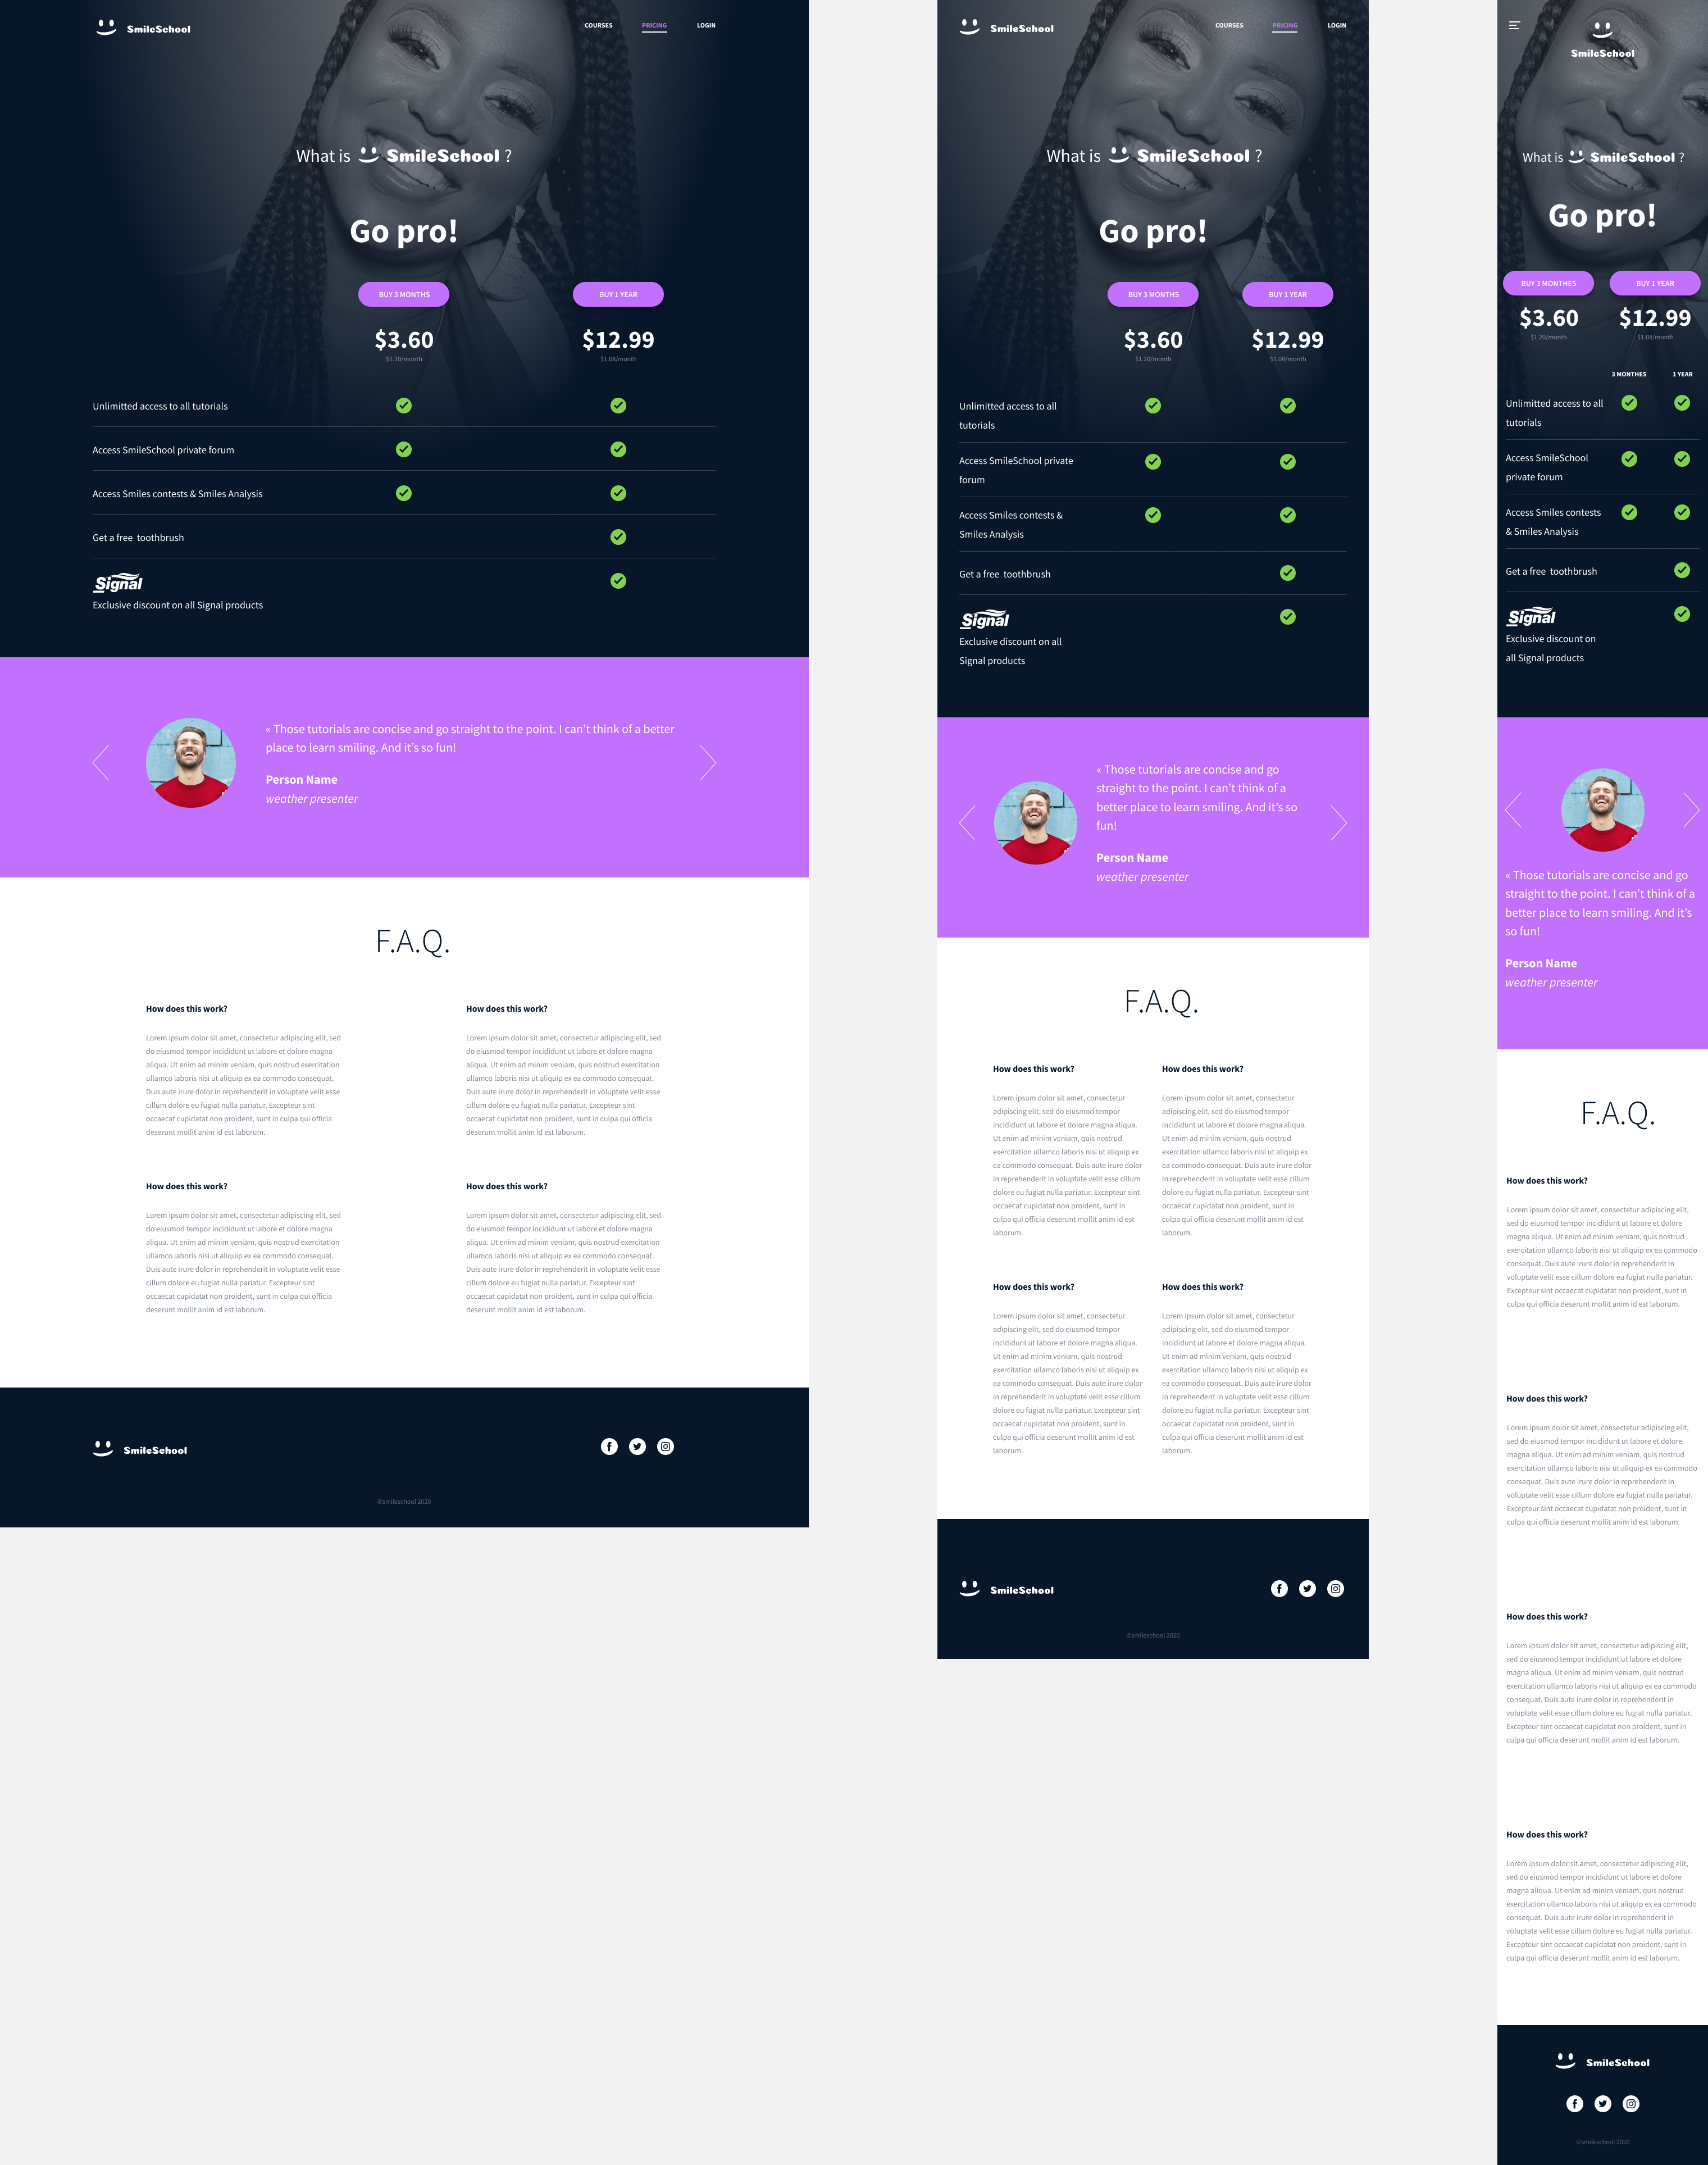 SmileSchool
COURSES PRICING LOGIN
What is SmileSchool ?
Go pro!
BUY 3 MONTHS BUY 1 YEAR
$3.60 $12.99
$1.20/month $1.08/month
Unlimitted access to all tutorials
Access SmileSchool private forum
Access Smiles contests & Smiles Analysis
Get a free toothbrush
Signal
Exclusive discount on all Signal products
« Those tutorials are concise and go straight to the point. I can't think of a better
place to learn smiling. And it's so fun!
Person Name
weather presenter
F.A.Q.
How does this work?
Lorem ipsum dolor sit amet, consectetur adipiscing elit, sed
do eiusmod tempor incididunt ut labore et dolore magna
aliqua. Ut enim ad minim veniam, quis nostrud exercitation
ullamco laboris nisi ut aliquip ex ea commodo consequat.
Duis aute irure dolor in reprehenderit in voluptate velit esse
cillum dolore eu fugiat nulla pariatur. Excepteur sint
occaecat cupidatat non proident, sunt in culpa qui officia
deserunt mollit anim id est laborum.
How does this work?
Lorem ipsum dolor sit amet, consectetur adipiscing elit, sed
do eiusmod tempor incididunt ut labore et dolore magna
aliqua. Ut enim ad minim veniam, quis nostrud exercitation
ullamco laboris nisi ut aliquip ex ea commodo consequat.
Duis aute irure dolor in reprehenderit in voluptate velit esse
cillum dolore eu fugiat nulla pariatur. Excepteur sint
occaecat cupidatat non proident, sunt in culpa qui officia
deserunt mollit anim id est laborum.
How does this work?
Lorem ipsum dolor sit amet, consectetur adipiscing elit, sed
do eiusmod tempor incididunt ut labore et dolore magna
aliqua. Ut enim ad minim veniam, quis nostrud exercitation
ullamco laboris nisi ut aliquip ex ea commodo consequat.
Duis aute irure dolor in reprehenderit in voluptate velit esse
cillum dolore eu fugiat nulla pariatur. Excepteur sint
occaecat cupidatat non proident, sunt in culpa qui officia
deserunt mollit anim id est laborum.
How does this work?
Lorem ipsum dolor sit amet, consectetur adipiscing elit, sed
do eiusmod tempor incididunt ut labore et dolore magna
aliqua. Ut enim ad minim veniam, quis nostrud exercitation
ullamco laboris nisi ut aliquip ex ea commodo consequat.
Duis aute irure dolor in reprehenderit in voluptate velit esse
cillum dolore eu fugiat nulla pariatur. Excepteur sint
occaecat cupidatat non proident, sunt in culpa qui officia
deserunt mollit anim id est laborum.
SmileSchool
©smileschool 2020
SmileSchool
COURSES PRICING LOGIN
What is SmileSchool ?
Go pro!
BUY 3 MONTHS BUY 1 YEAR
$3.60 $12.99
$1.20/month $1.08/month
Unlimitted access to all
tutorials
Access SmileSchool private
forum
Access Smiles contests &
Smiles Analysis
Get a free toothbrush
Signal
Exclusive discount on all
Signal products
« Those tutorials are concise and go
straight to the point. I can't think of a
better place to learn smiling. And it's so
fun!
Person Name
weather presenter
F.A.Q.
How does this work?
Lorem ipsum dolor sit amet, consectetur
adipiscing elit, sed do eiusmod tempor
incididunt ut labore et dolore magna aliqua.
Ut enim ad minim veniam, quis nostrud
exercitation ullamco laboris nisi ut aliquip ex
ea commodo consequat. Duis aute irure dolor
in reprehenderit in voluptate velit esse cillum
dolore eu fugiat nulla pariatur. Excepteur sint
occaecat cupidatat non proident, sunt in
culpa qui officia deserunt mollit anim id est
laborum.
How does this work?
Lorem ipsum dolor sit amet, consectetur
adipiscing elit, sed do eiusmod tempor
incididunt ut labore et dolore magna aliqua.
Ut enim ad minim veniam, quis nostrud
exercitation ullamco laboris nisi ut aliquip ex
ea commodo consequat. Duis aute irure dolor
in reprehenderit in voluptate velit esse cillum
dolore eu fugiat nulla pariatur. Excepteur sint
occaecat cupidatat non proident, sunt in
culpa qui officia deserunt mollit anim id est
laborum.
How does this work?
Lorem ipsum dolor sit amet, consectetur
adipiscing elit, sed do eiusmod tempor
incididunt ut labore et dolore magna aliqua.
Ut enim ad minim veniam, quis nostrud
exercitation ullamco laboris nisi ut aliquip ex
ea commodo consequat. Duis aute irure dolor
in reprehenderit in voluptate velit esse cillum
dolore eu fugiat nulla pariatur. Excepteur sint
occaecat cupidatat non proident, sunt in
culpa qui officia deserunt mollit anim id est
laborum.
How does this work?
Lorem ipsum dolor sit amet, consectetur
adipiscing elit, sed do eiusmod tempor
incididunt ut labore et dolore magna aliqua.
Ut enim ad minim veniam, quis nostrud
exercitation ullamco laboris nisi ut aliquip ex
ea commodo consequat. Duis aute irure dolor
in reprehenderit in voluptate velit esse cillum
dolore eu fugiat nulla pariatur. Excepteur sint
occaecat cupidatat non proident, sunt in
culpa qui officia deserunt mollit anim id est
laborum.
SmileSchool
©smileschool 2020
SmileSchool
What is SmileSchool ?
Go pro!
BUY 3 MONTHES BUY 1 YEAR
$3.60 $12.99
$1.20/month $1.08/month
3 MONTHES 1 YEAR
Unlimitted access to all
tutorials
Access SmileSchool
private forum
Access Smiles contests
& Smiles Analysis
Get a free toothbrush
Signal
Exclusive discount on
all Signal products
« Those tutorials are concise and go
straight to the point. I can't think of a
better place to learn smiling. And it's
so fun!
Person Name
weather presenter
F.A.Q.
How does this work?
Lorem ipsum dolor sit amet, consectetur adipiscing elit,
sed do eiusmod tempor incididunt ut labore et dolore
magna aliqua. Ut enim ad minim veniam, quis nostrud
exercitation ullamco laboris nisi ut aliquip ex ea commodo
consequat. Duis aute irure dolor in reprehenderit in
voluptate velit esse cillum dolore eu fugiat nulla pariatur.
Excepteur sint occaecat cupidatat non proident, sunt in
culpa qui officia deserunt mollit anim id est laborum.
How does this work?
Lorem ipsum dolor sit amet, consectetur adipiscing elit,
sed do eiusmod tempor incididunt ut labore et dolore
magna aliqua. Ut enim ad minim veniam, quis nostrud
exercitation ullamco laboris nisi ut aliquip ex ea commodo
consequat. Duis aute irure dolor in reprehenderit in
voluptate velit esse cillum dolore eu fugiat nulla pariatur.
Excepteur sint occaecat cupidatat non proident, sunt in
culpa qui officia deserunt mollit anim id est laborum.
How does this work?
Lorem ipsum dolor sit amet, consectetur adipiscing elit,
sed do eiusmod tempor incididunt ut labore et dolore
magna aliqua. Ut enim ad minim veniam, quis nostrud
exercitation ullamco laboris nisi ut aliquip ex ea commodo
consequat. Duis aute irure dolor in reprehenderit in
voluptate velit esse cillum dolore eu fugiat nulla pariatur.
Excepteur sint occaecat cupidatat non proident, sunt in
culpa qui officia deserunt mollit anim id est laborum.
How does this work?
Lorem ipsum dolor sit amet, consectetur adipiscing elit,
sed do eiusmod tempor incididunt ut labore et dolore
magna aliqua. Ut enim ad minim veniam, quis nostrud
exercitation ullamco laboris nisi ut aliquip ex ea commodo
consequat. Duis aute irure dolor in reprehenderit in
voluptate velit esse cillum dolore eu fugiat nulla pariatur.
Excepteur sint occaecat cupidatat non proident, sunt in
culpa qui officia deserunt mollit anim id est laborum.
SmileSchool
©smileschool 2020